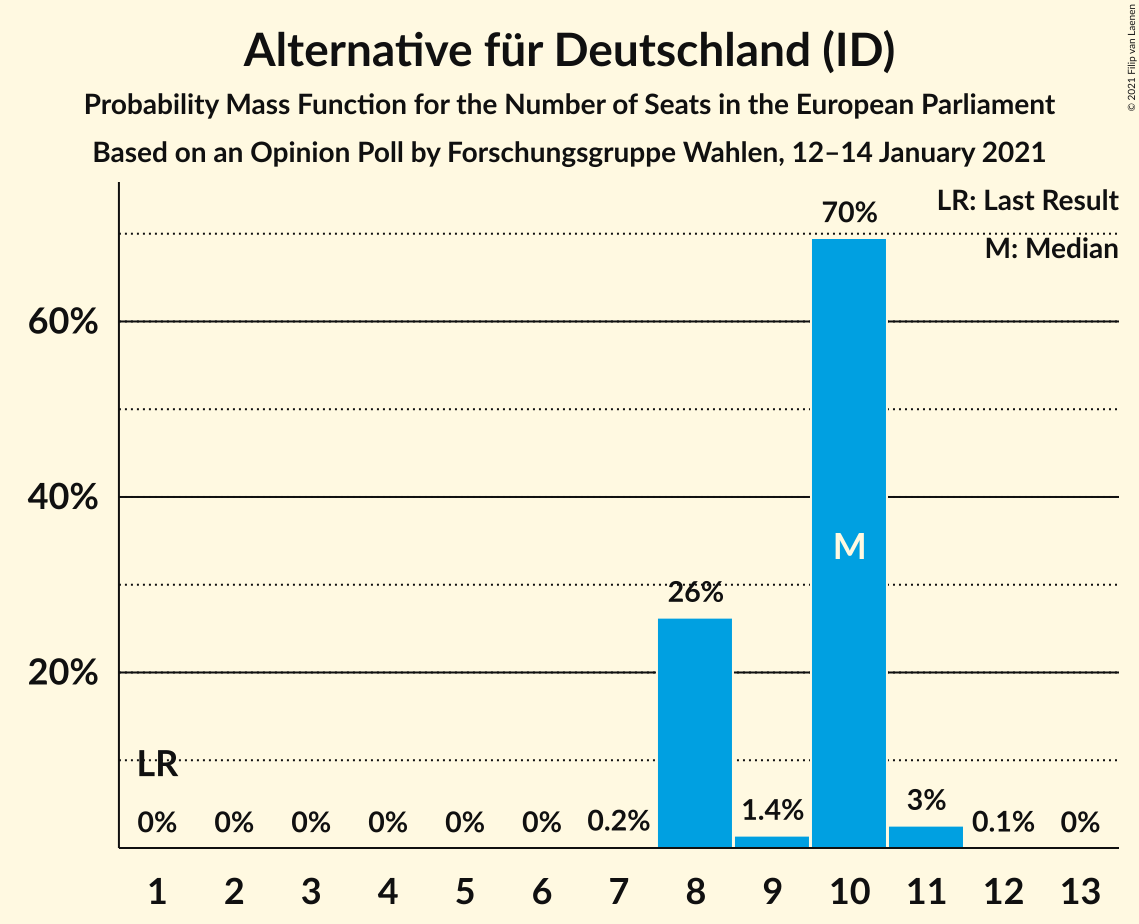 Alternative für Deutschland (ID)
Probability Mass Function for the Number of Seats in the European Parliament
Based on an Opinion Poll by Forschungsgruppe Wahlen, 12–14 January 2021
© 2021 Filip van Laenen
LR: Last Result
M: Median
60%
40%
20%
LR
M
0% 0% 0% 0% 0% 0% 0.2% 26% 1.4% 70% 3% 0.1% 0%
1 2 3 4 5 6 7 8 9 10 11 12 13